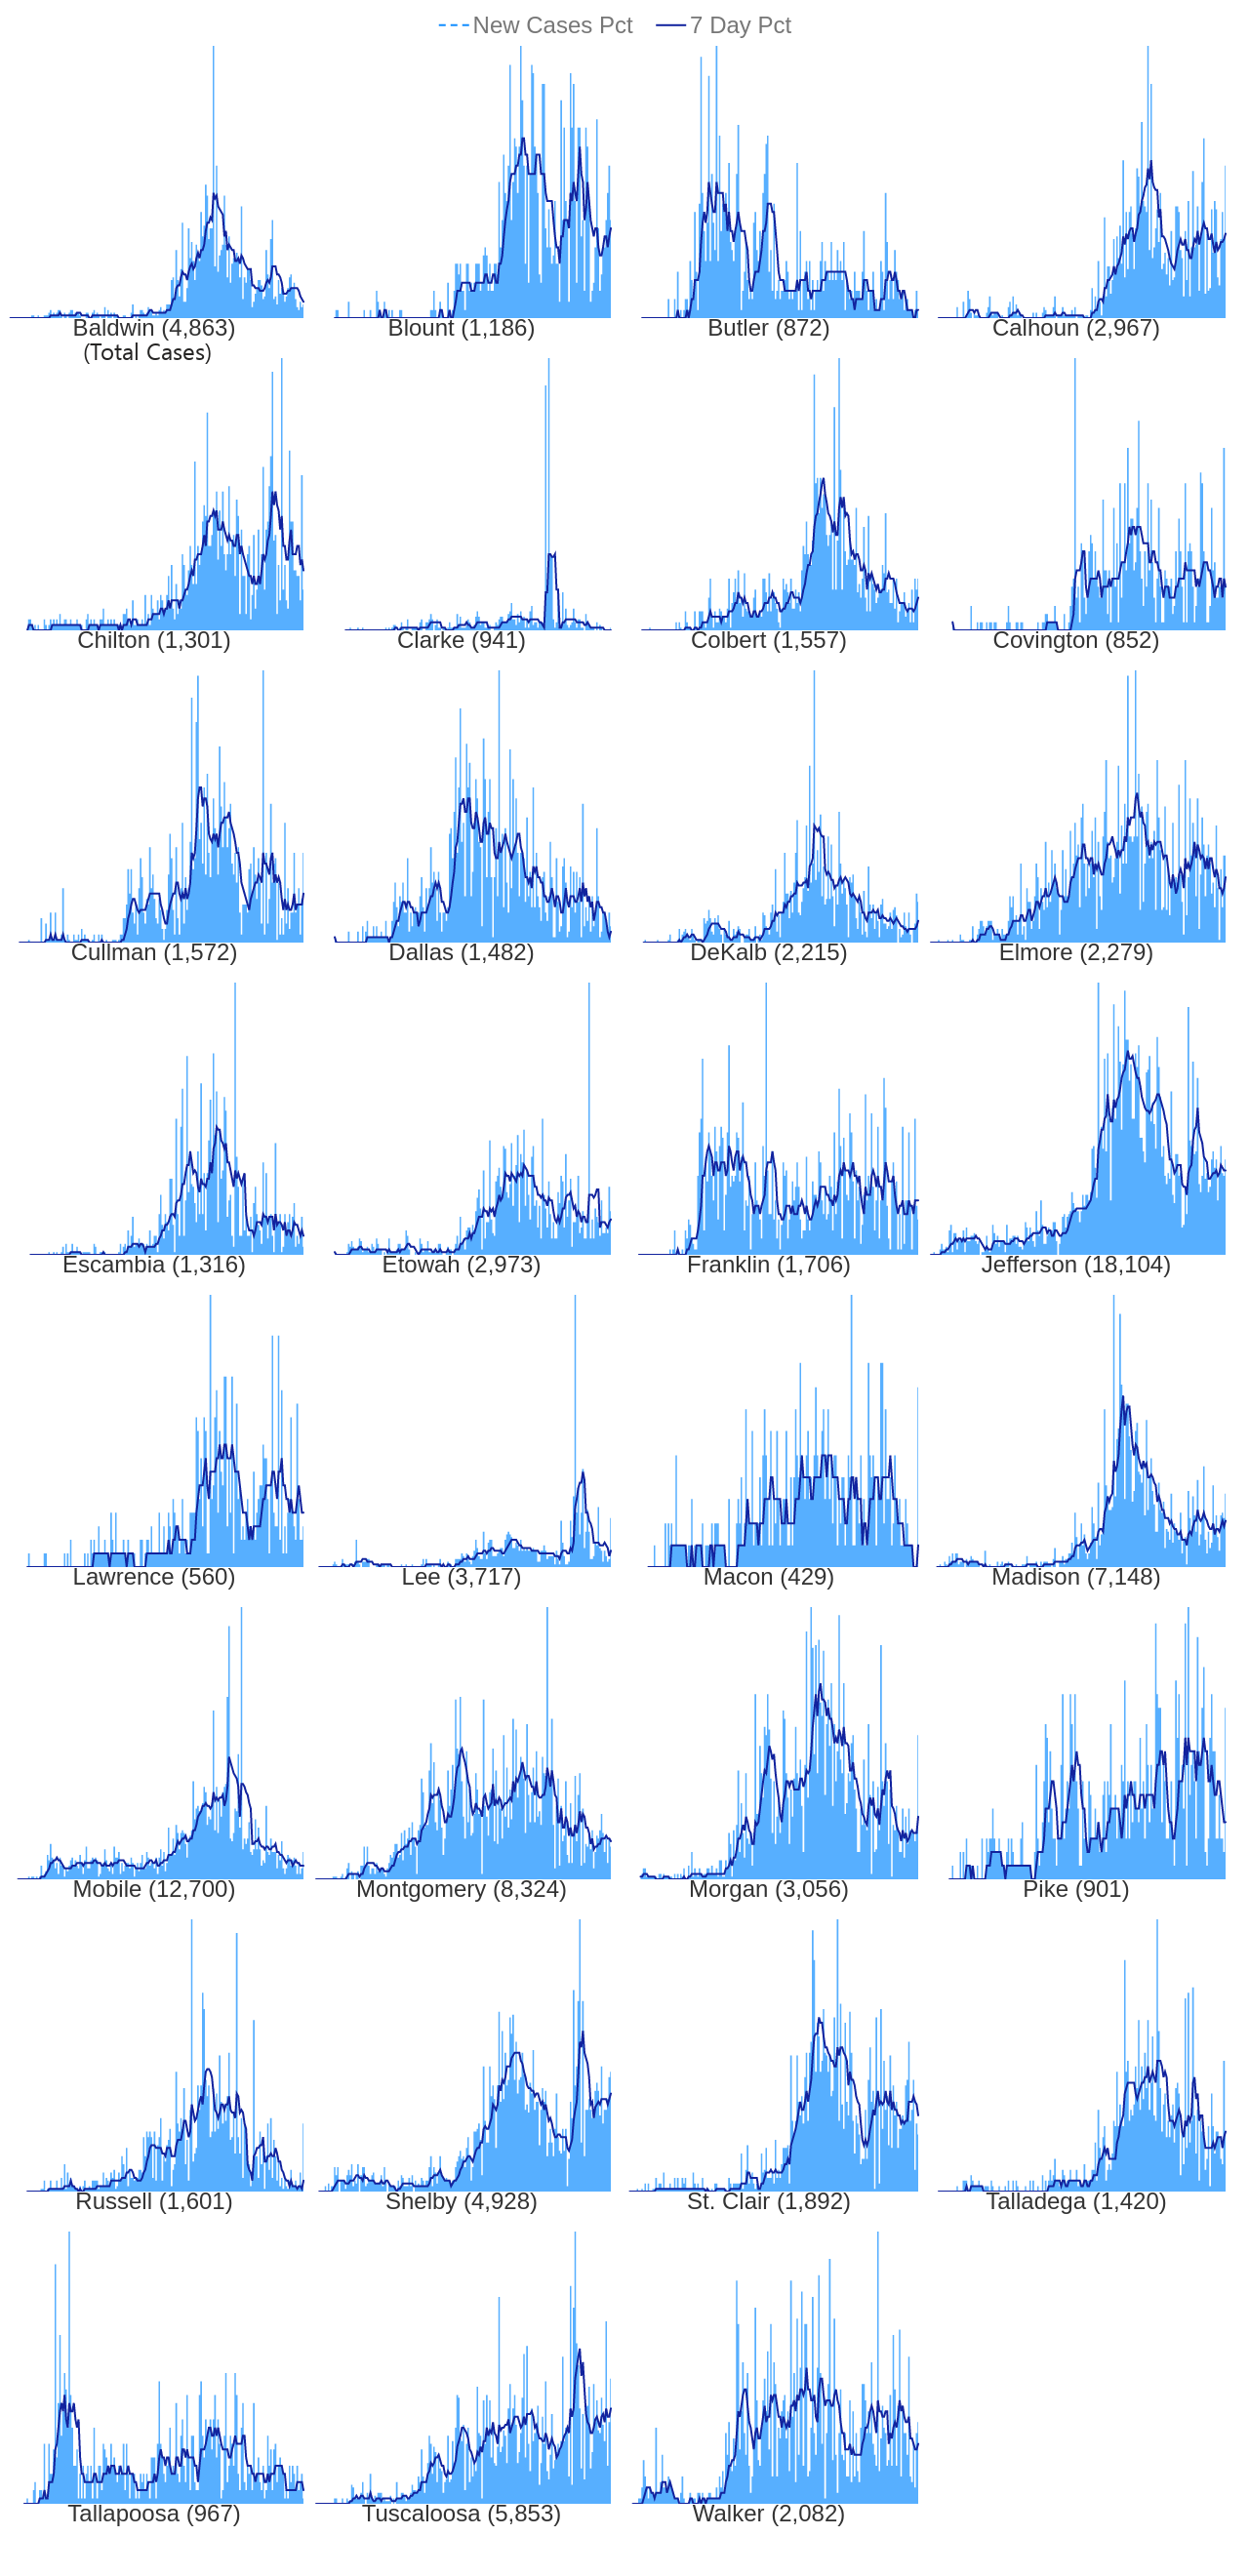 New Cases Pct 7 Day Pct
Baldwin (4,863) Blount (1,186) Butler (872) Calhoun (2,967)
(Total Cases)
Chilton (1,301) Clarke (941) Colbert (1,557) Covington (852)
Cullman (1,572) Dallas (1,482) DeKalb (2,215) Elmore (2,279)
Escambia (1,316) Etowah (2,973) Franklin (1,706) Jefferson (18,104)
Lawrence (560) Lee (3,717) Macon (429) Madison (7,148)
Mobile (12,700) Montgomery (8,324) Morgan (3,056) Pike (901)
Russell (1,601) Shelby (4,928) St. Clair (1,892) Talladega (1,420)
Tallapoosa (967) Tuscaloosa (5,853) Walker (2,082)